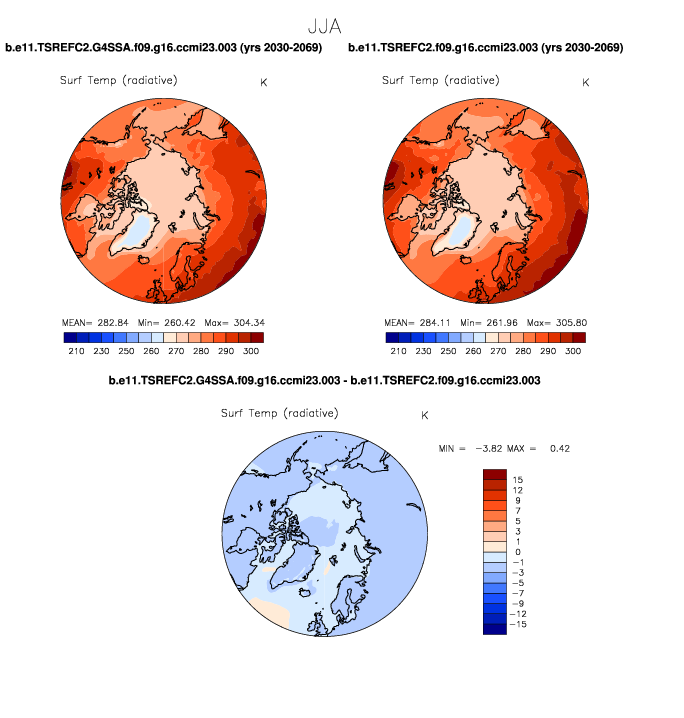 JJA
b.e11.TSREFC2.G4SSA.f09.g16.ccmi23.003 (yrs 2030-2069)
b.e11.TSREFC2.f09.g16.ccmi23.003 (yrs 2030-2069)
Surf Temp (radiative) K
Surf Temp (radiative) K
MEAN= 282.84 Min= 260.42 Max= 304.34
210 230 250 270 280 290 300
MEAN= 284.11 Min= 261.96 Max= 305.80
210 230 250 270 280 290 300
b.e11.TSREFC2.G4SSA.f09.g16.ccmi23.003 - b.e11.TSREFC2.f09.g16.ccmi23.003
Surf Temp (radiative) K
MIN = -3.82 MAX = 0.42
15
12
9
7
5
3
1
0
-1
-3
-5
-7
-9
-12
-15